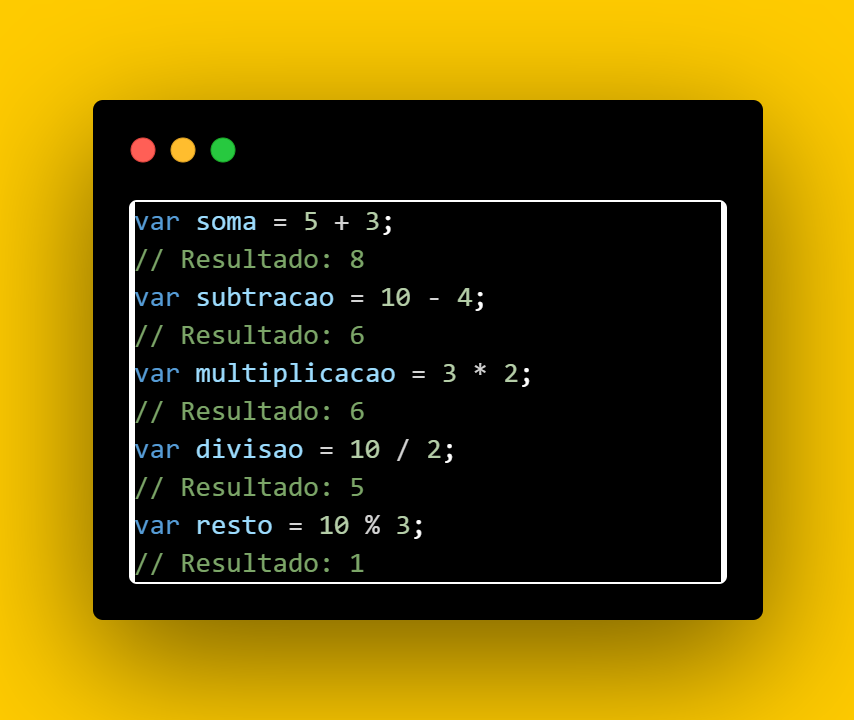 var soma = 5 + 3;
// Resultado: 8
var subtracao = 10 - 4;
// Resultado: 6
var multiplicacao = 3 * 2;
// Resultado: 6
var divisao = 10 / 2;
// Resultado: 5
var resto = 10 % 3;
// Resultado: 1